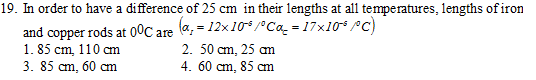 19. In order to have a difference of 25 cm in their lengths at all temperatures, lengths of iron
and copper rods at 0⁰C are (α_I = 12×10⁻⁶ /°C α_C = 17×10⁻⁶ /°C)
1. 85 cm, 110 cm 2. 50 cm, 25 cm
3. 85 cm, 60 cm 4. 60 cm, 85 cm